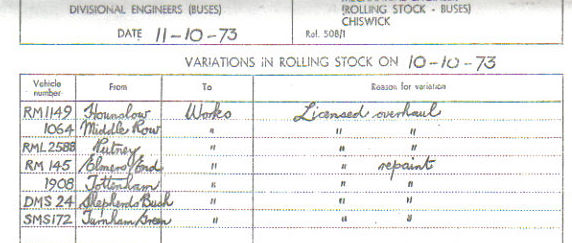 DIVISIONAL ENGINEERS (BUSES)
(ROLLING STOCK - BUSES)
CHISWICK
DATE 11-10-73 Ref. 508/1
VARIATIONS IN ROLLING STOCK ON 10-10-73
Vehicle number From To Reason for variation
RM1149 Hounslow Works Licensed overhaul
1064 Middle Row " " "
RML2588 Putney " " "
RM 145 Elmers End " " repaint
1908 Tottenham " " "
DMS 24 Shepherds Bush " " "
SMS172 Turnham Green " " "